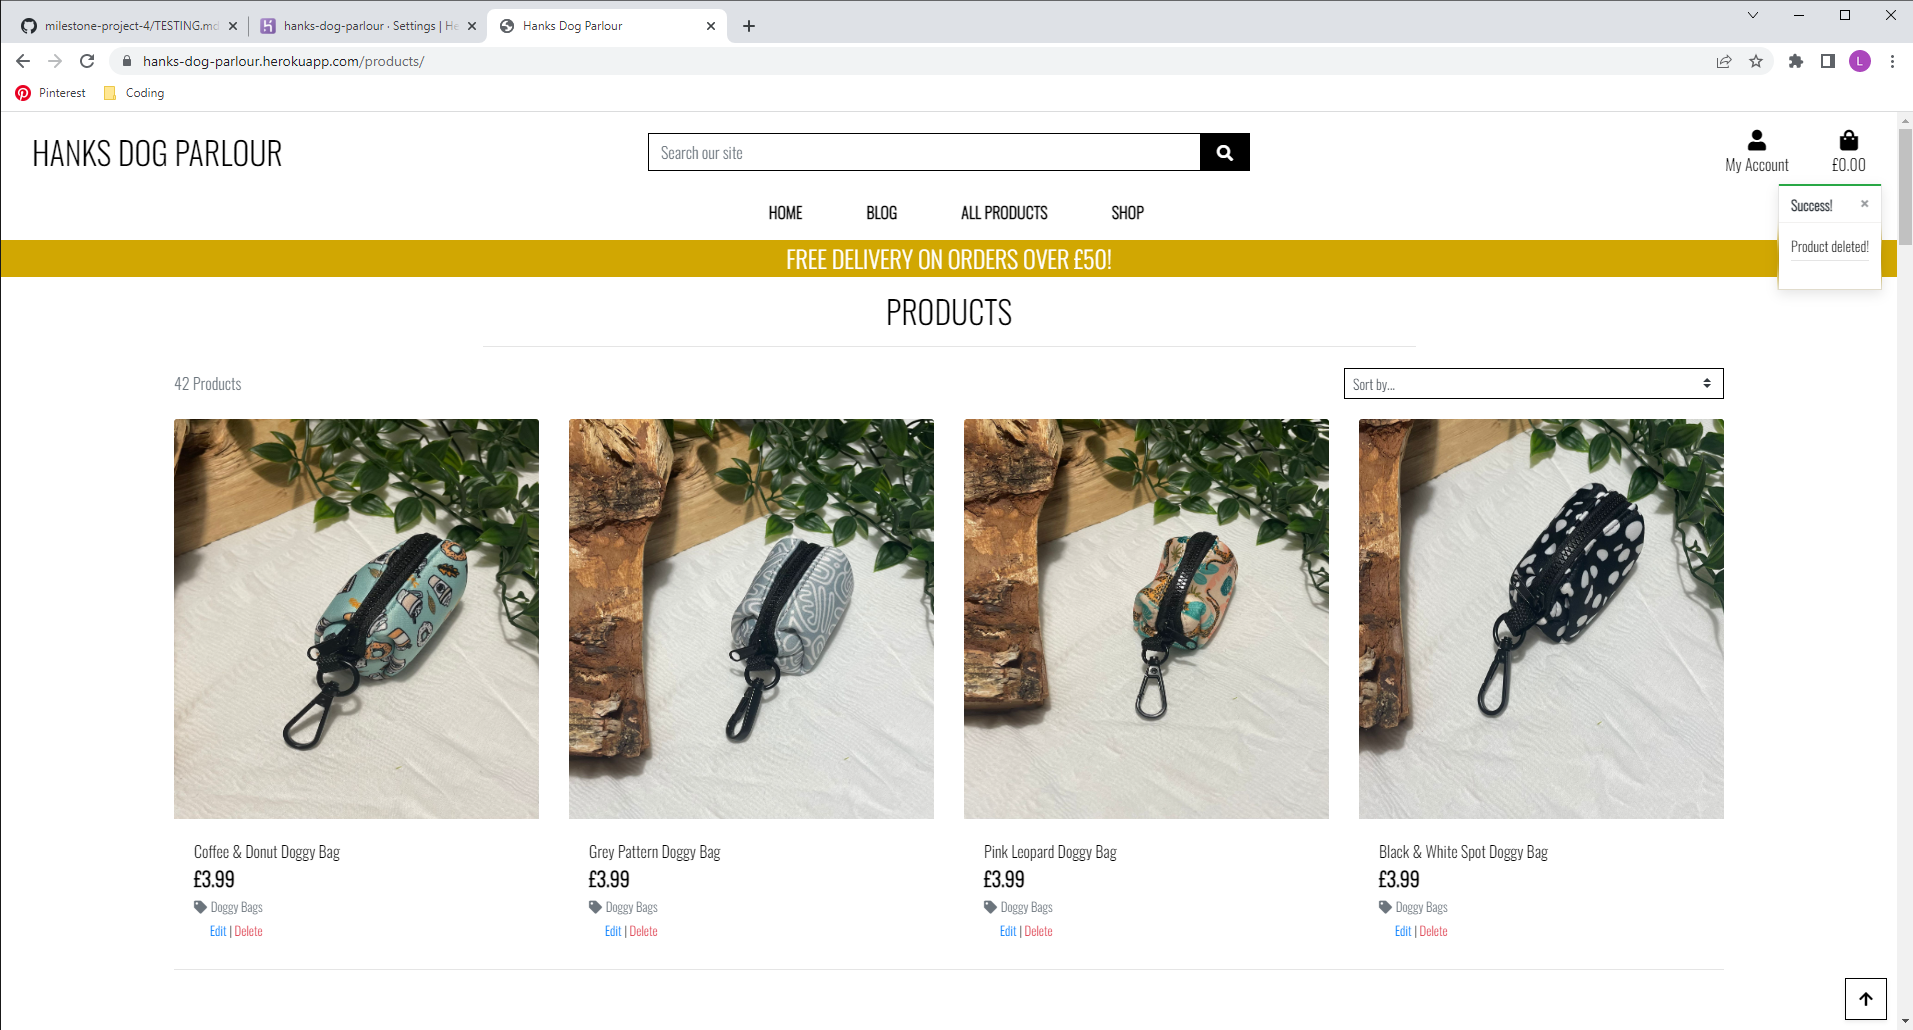 milestone-project-4/TESTING.md
hanks-dog-parlour · Settings | He
Hanks Dog Parlour
hanks-dog-parlour.herokuapp.com/products/
L
Pinterest
Coding
HANKS DOG PARLOUR
Search our site
My Account
£0.00
HOME
BLOG
ALL PRODUCTS
SHOP
Success!
×
Product deleted!
FREE DELIVERY ON ORDERS OVER £50!
PRODUCTS
42 Products
Sort by...
Coffee & Donut Doggy Bag
£3.99
Doggy Bags
Edit | Delete
Grey Pattern Doggy Bag
£3.99
Doggy Bags
Edit | Delete
Pink Leopard Doggy Bag
£3.99
Doggy Bags
Edit | Delete
Black & White Spot Doggy Bag
£3.99
Doggy Bags
Edit | Delete